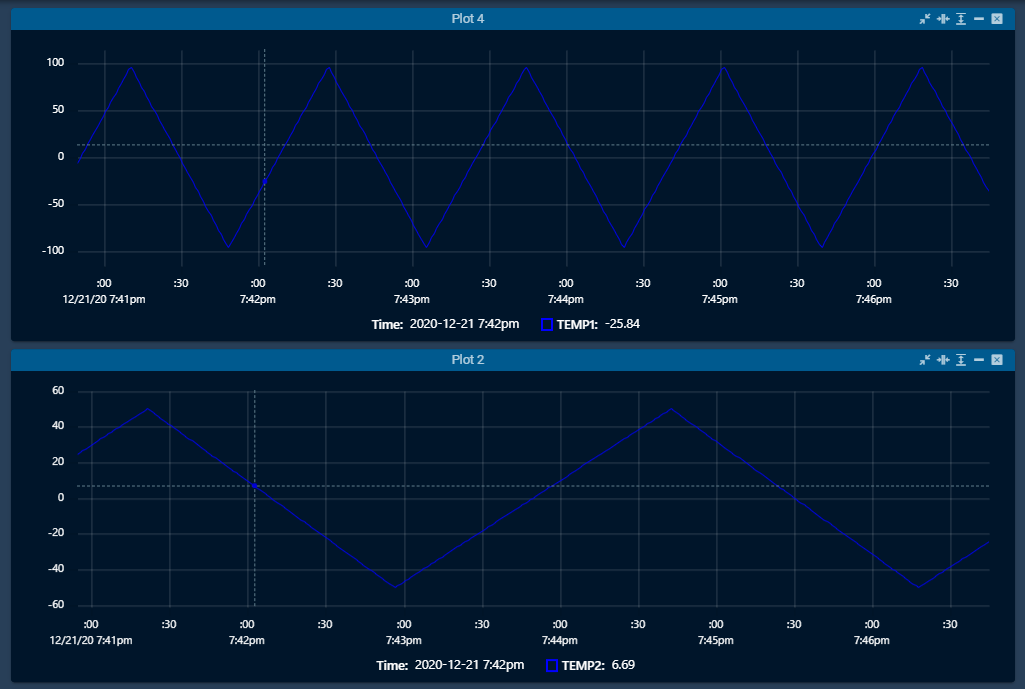 Plot 4
100
50
0
-50
-100
:00 :30 :00 :30 :00 :30 :00 :30 :00 :30 :00 :30
12/21/20 7:41pm 7:42pm 7:43pm 7:44pm 7:45pm 7:46pm
Time: 2020-12-21 7:42pm TEMP1: -25.84
Plot 2
60
40
20
0
-20
-40
-60
:00 :30 :00 :30 :00 :30 :00 :30 :00 :30 :00 :30
12/21/20 7:41pm 7:42pm 7:43pm 7:44pm 7:45pm 7:46pm
Time: 2020-12-21 7:42pm TEMP2: 6.69